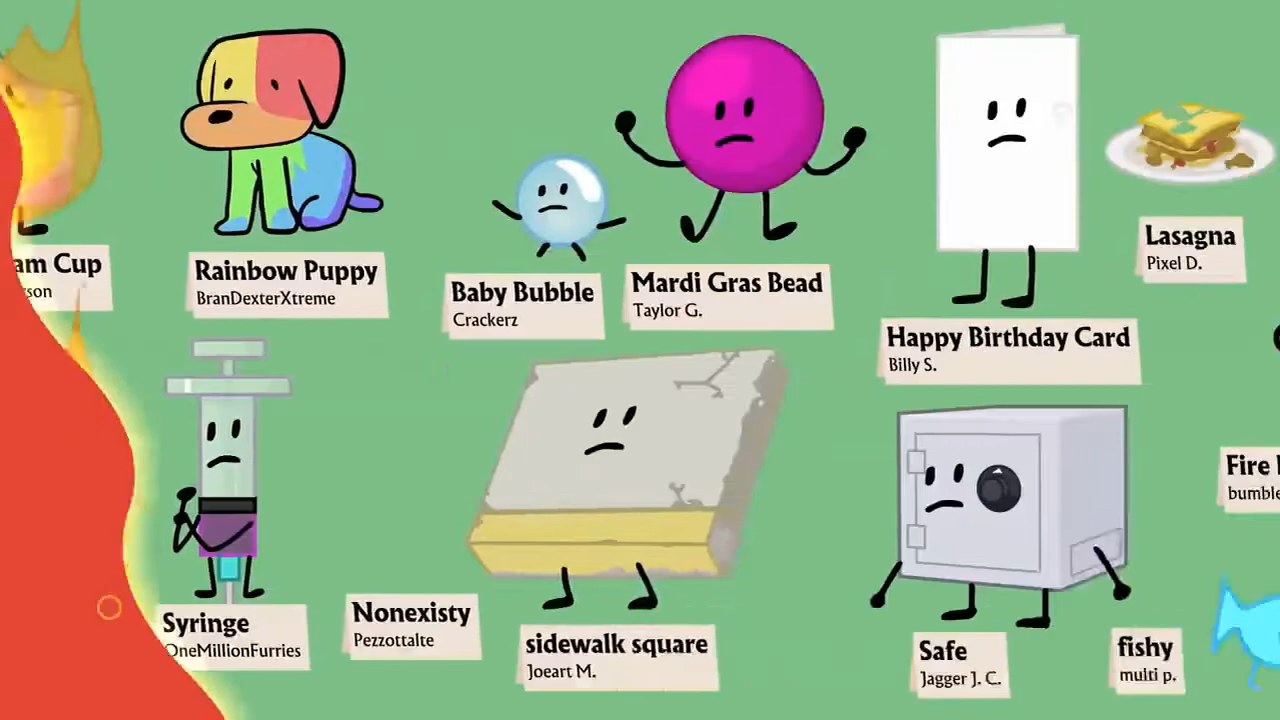 am Cup
son
Rainbow Puppy
BranDexterXtreme
Baby Bubble
Crackerz
Mardi Gras Bead
Taylor G.
Happy Birthday Card
Billy S.
Lasagna
Pixel D.
Syringe
OneMillionFurries
Nonexisty
Pezzottalte
sidewalk square
Joeart M.
Safe
Jagger J. C.
fishy
multi p.
Fire
bumble